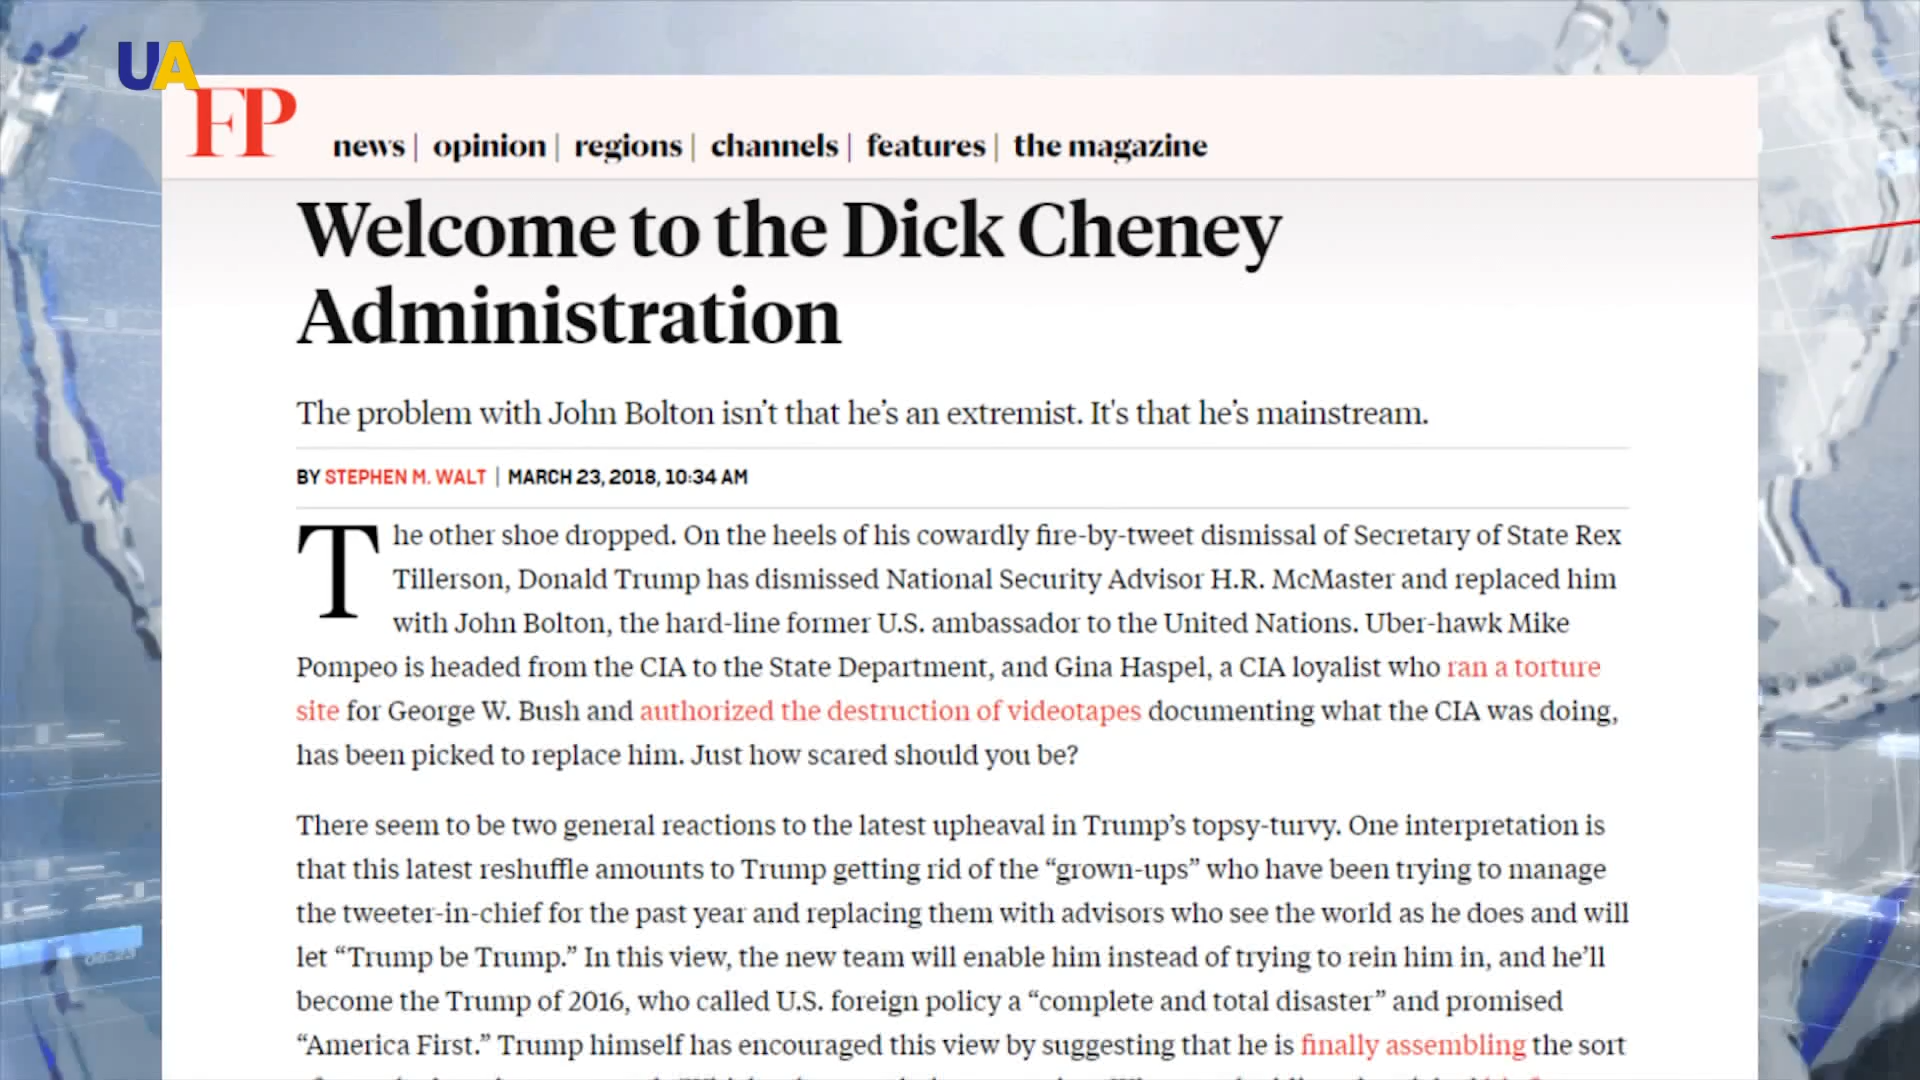 UA
FP
news | opinion | regions | channels | features | the magazine
Welcome to the Dick Cheney
Administration
The problem with John Bolton isn’t that he’s an extremist. It's that he’s mainstream.
BY STEPHEN M. WALT | MARCH 23, 2018, 10:34 AM
The other shoe dropped. On the heels of his cowardly fire-by-tweet dismissal of Secretary of State Rex
Tillerson, Donald Trump has dismissed National Security Advisor H.R. McMaster and replaced him
with John Bolton, the hard-line former U.S. ambassador to the United Nations. Uber-hawk Mike
Pompeo is headed from the CIA to the State Department, and Gina Haspel, a CIA loyalist who ran a torture
site for George W. Bush and authorized the destruction of videotapes documenting what the CIA was doing,
has been picked to replace him. Just how scared should you be?
There seem to be two general reactions to the latest upheaval in Trump’s topsy-turvy. One interpretation is
that this latest reshuffle amounts to Trump getting rid of the “grown-ups” who have been trying to manage
the tweeter-in-chief for the past year and replacing them with advisors who see the world as he does and will
let “Trump be Trump.” In this view, the new team will enable him instead of trying to rein him in, and he’ll
become the Trump of 2016, who called U.S. foreign policy a “complete and total disaster” and promised
“America First.” Trump himself has encouraged this view by suggesting that he is finally assembling the sort